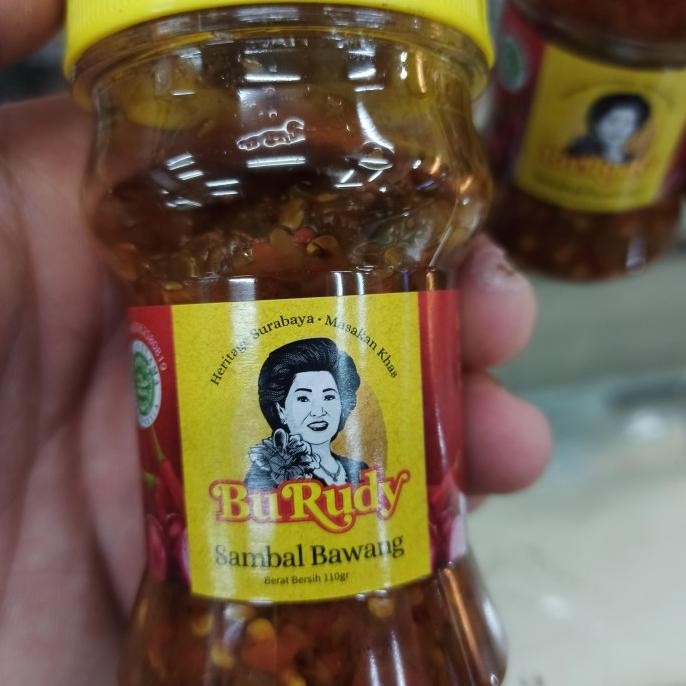 Heritage Surabaya • Masakan Khas
Bu Rudy
Sambal Bawang
Berat Bersih 110gr